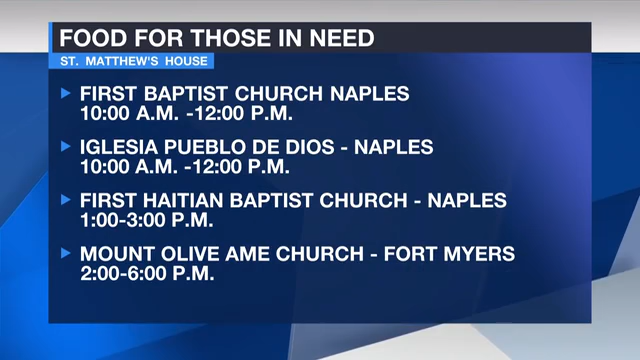 FOOD FOR THOSE IN NEED
ST. MATTHEW'S HOUSE
FIRST BAPTIST CHURCH NAPLES
10:00 A.M. -12:00 P.M.
IGLESIA PUEBLO DE DIOS - NAPLES
10:00 A.M. -12:00 P.M.
FIRST HAITIAN BAPTIST CHURCH - NAPLES
1:00-3:00 P.M.
MOUNT OLIVE AME CHURCH - FORT MYERS
2:00-6:00 P.M.